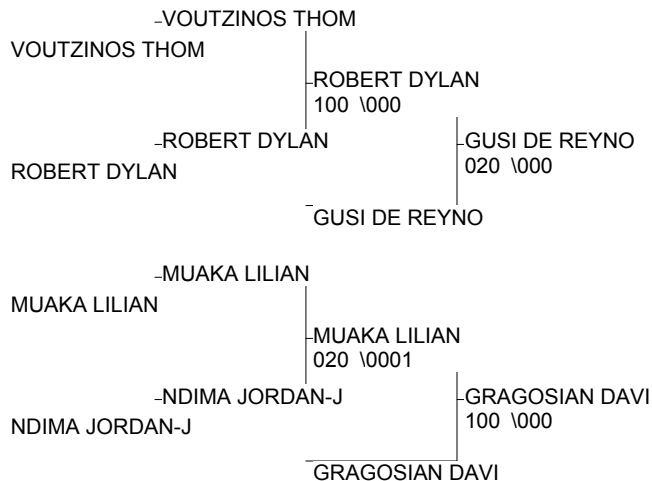 VOUTZINOS THOM
VOUTZINOS THOM
ROBERT DYLAN
100 \000
ROBERT DYLAN
GUSI DE REYNO
020 \000
ROBERT DYLAN
GUSI DE REYNO
MUAKA LILIAN
MUAKA LILIAN
MUAKA LILIAN
020 \0001
NDIMA JORDAN-J
GRAGOSIAN DAVI
100 \000
NDIMA JORDAN-J
GRAGOSIAN DAVI